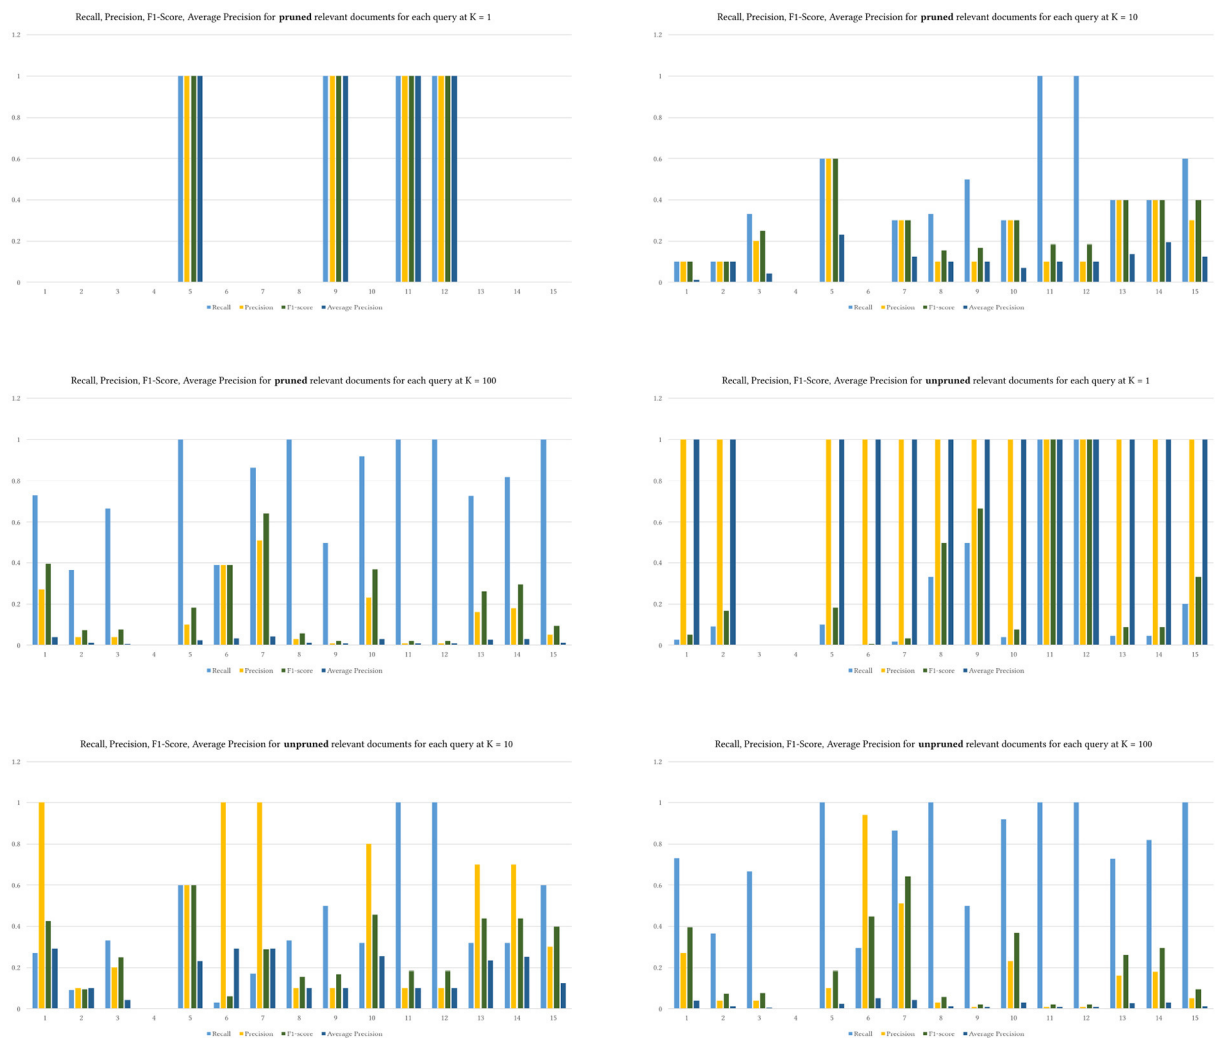 Recall, Precision, F1-Score, Average Precision for pruned relevant documents for each query at K = 1
1.2
1
0.8
0.6
0.4
0.2
0
1 2 3 4 5 6 7 8 9 10 11 12 13 14 15
Recall Precision F1-score Average Precision
Recall, Precision, F1-Score, Average Precision for pruned relevant documents for each query at K = 10
1.2
1
0.8
0.6
0.4
0.2
0
1 2 3 4 5 6 7 8 9 10 11 12 13 14 15
Recall Precision F1-score Average Precision
Recall, Precision, F1-Score, Average Precision for pruned relevant documents for each query at K = 100
1.2
1
0.8
0.6
0.4
0.2
0
1 2 3 4 5 6 7 8 9 10 11 12 13 14 15
Recall Precision F1-score Average Precision
Recall, Precision, F1-Score, Average Precision for unpruned relevant documents for each query at K = 1
1.2
1
0.8
0.6
0.4
0.2
0
1 2 3 4 5 6 7 8 9 10 11 12 13 14 15
Recall Precision F1-score Average Precision
Recall, Precision, F1-Score, Average Precision for unpruned relevant documents for each query at K = 10
1.2
1
0.8
0.6
0.4
0.2
0
1 2 3 4 5 6 7 8 9 10 11 12 13 14 15
Recall Precision F1-score Average Precision
Recall, Precision, F1-Score, Average Precision for unpruned relevant documents for each query at K = 100
1.2
1
0.8
0.6
0.4
0.2
0
1 2 3 4 5 6 7 8 9 10 11 12 13 14 15
Recall Precision F1-score Average Precision